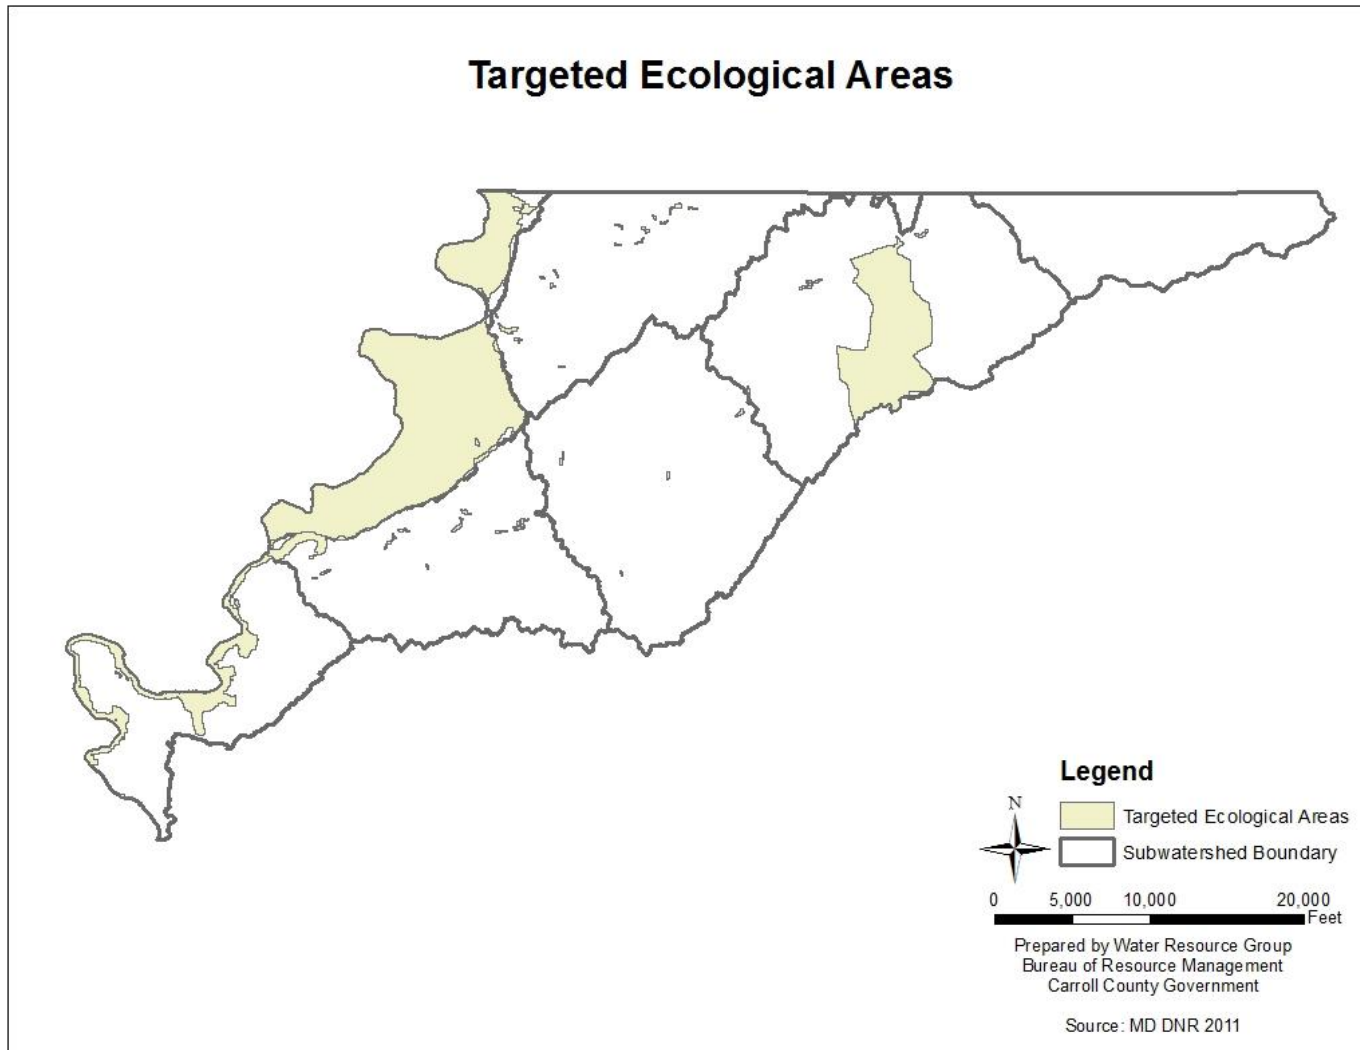 Targeted Ecological Areas
Legend
N
Targeted Ecological Areas
Subwatershed Boundary
0 5,000 10,000 20,000
Feet
Prepared by Water Resource Group
Bureau of Resource Management
Carroll County Government
Source: MD DNR 2011